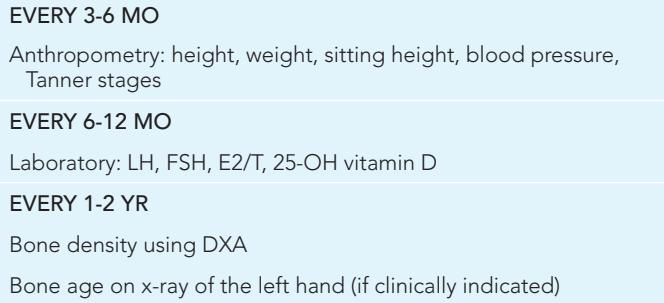 EVERY 3-6 MO
Anthropometry: height, weight, sitting height, blood pressure,
Tanner stages
EVERY 6-12 MO
Laboratory: LH, FSH, E2/T, 25-OH vitamin D
EVERY 1-2 YR
Bone density using DXA
Bone age on x-ray of the left hand (if clinically indicated)